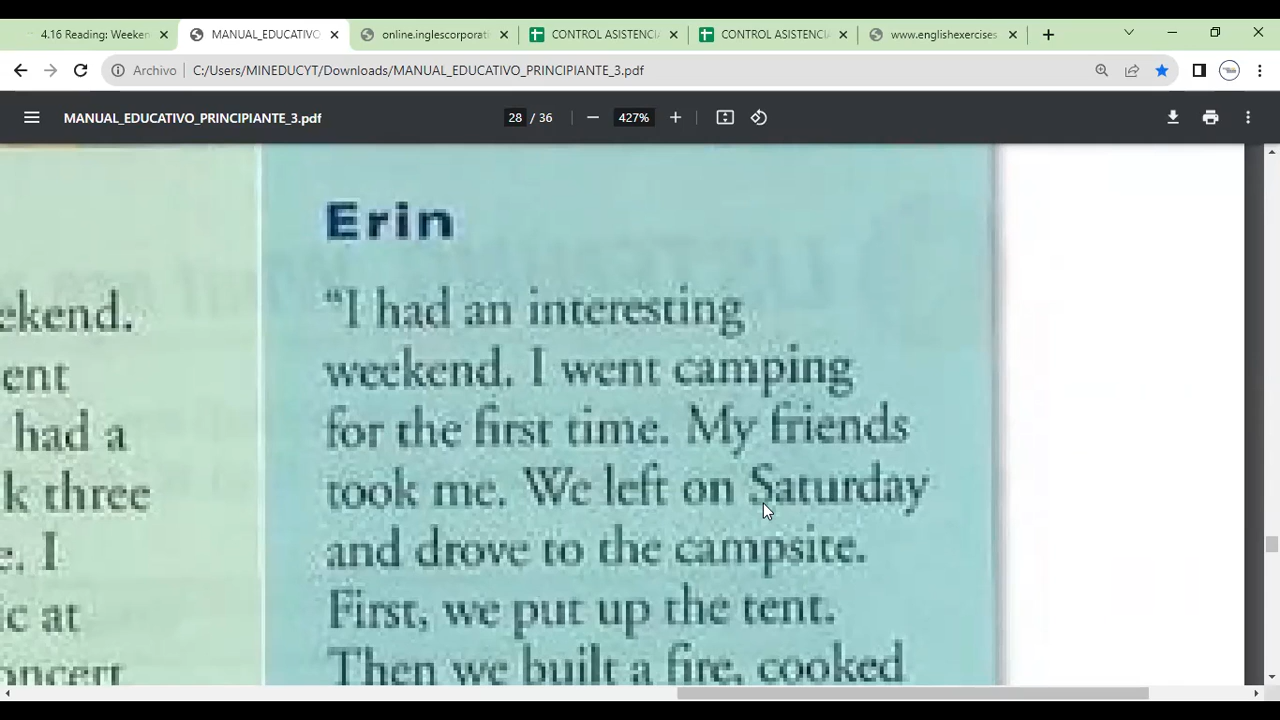 4.16 Reading: Weeken
MANUAL_EDUCATIVO
online.inglescorporati
CONTROL ASISTENCIA
CONTROL ASISTENCIA
www.englishexercises
Archivo
C:/Users/MINEDUCYT/Downloads/MANUAL_EDUCATIVO_PRINCIPIANTE_3.pdf
MANUAL_EDUCATIVO_PRINCIPIANTE_3.pdf
28 / 36
427%
ekend.
ent
had a
k three
e. I
ic at
oncert
Erin
“I had an interesting
weekend. I went camping
for the first time. My friends
took me. We left on Saturday
and drove to the campsite.
First, we put up the tent.
Then we built a fire, cooked